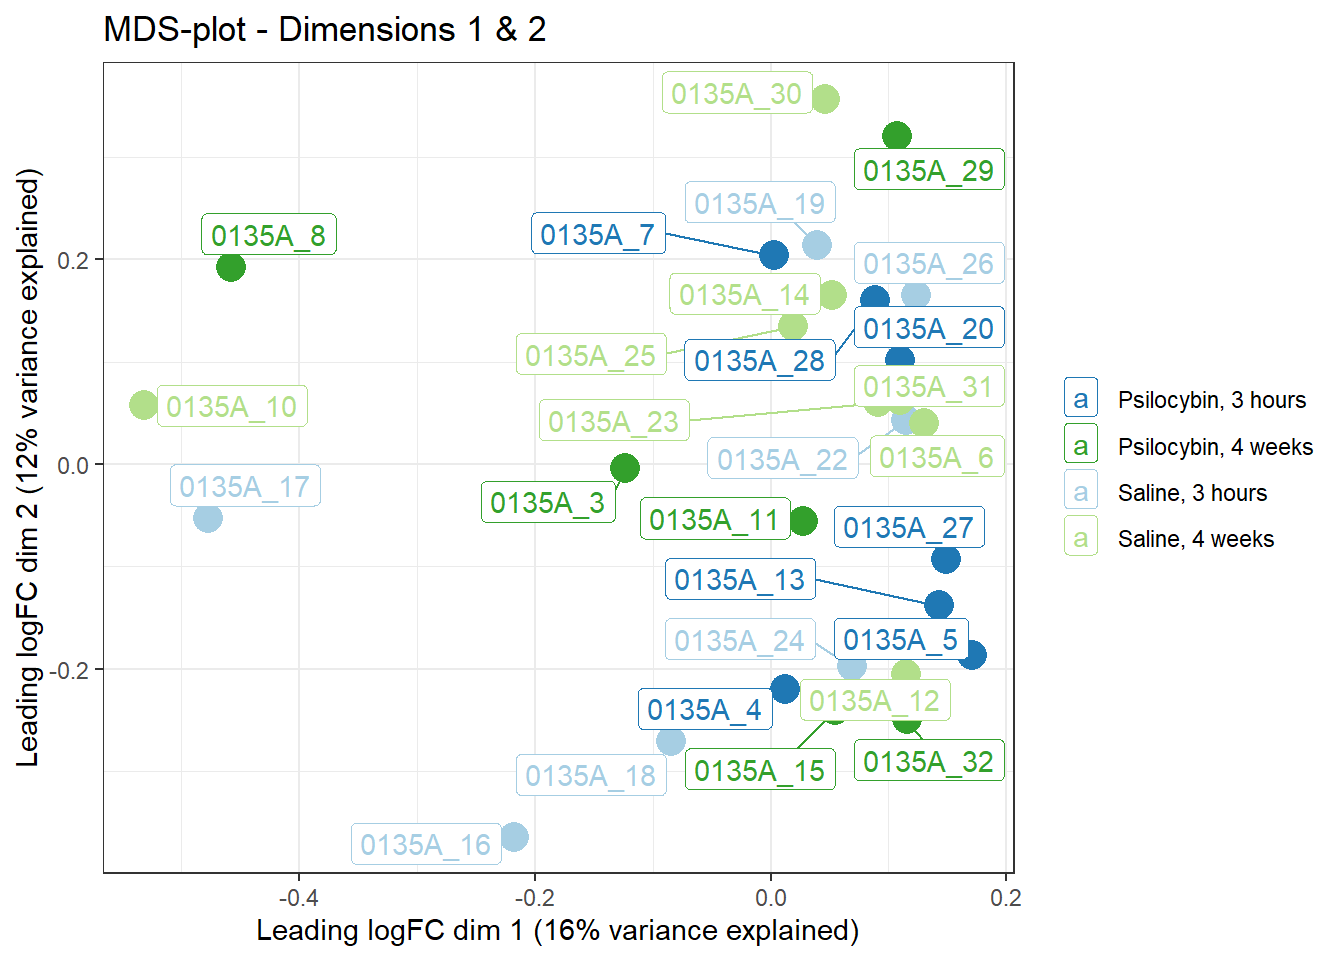 MDS-plot - Dimensions 1 & 2
0135A_30
0135A_29
0135A_19
0135A_8
0135A_7
0135A_26
0135A_14
0135A_20
0135A_25
0135A_28
0135A_31
0135A_10
0135A_23
0135A_22
0135A_6
0135A_17
0135A_3
0135A_11
0135A_27
0135A_13
0135A_24
0135A_5
0135A_12
0135A_4
0135A_15
0135A_32
0135A_18
0135A_16
0.2
0.0
-0.2
-0.4
-0.2
0.0
0.2
Leading logFC dim 1 (16% variance explained)
Leading logFC dim 2 (12% variance explained)
a Psilocybin, 3 hours
a Psilocybin, 4 weeks
a Saline, 3 hours
a Saline, 4 weeks